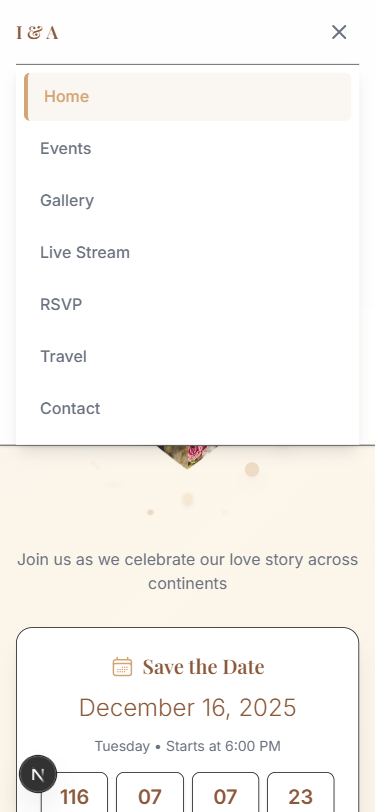 I & A
Home
Events
Gallery
Live Stream
RSVP
Travel
Contact
Join us as we celebrate our love story across
continents
Save the Date
December 16, 2025
Tuesday • Starts at 6:00 PM
N
116 07 07 23